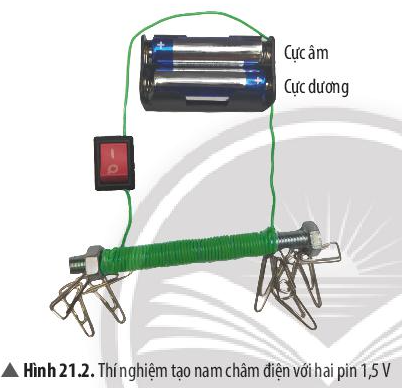 Cực âm
Cực dương
▲ Hình 21.2. Thí nghiệm tạo nam châm điện với hai pin 1,5 V